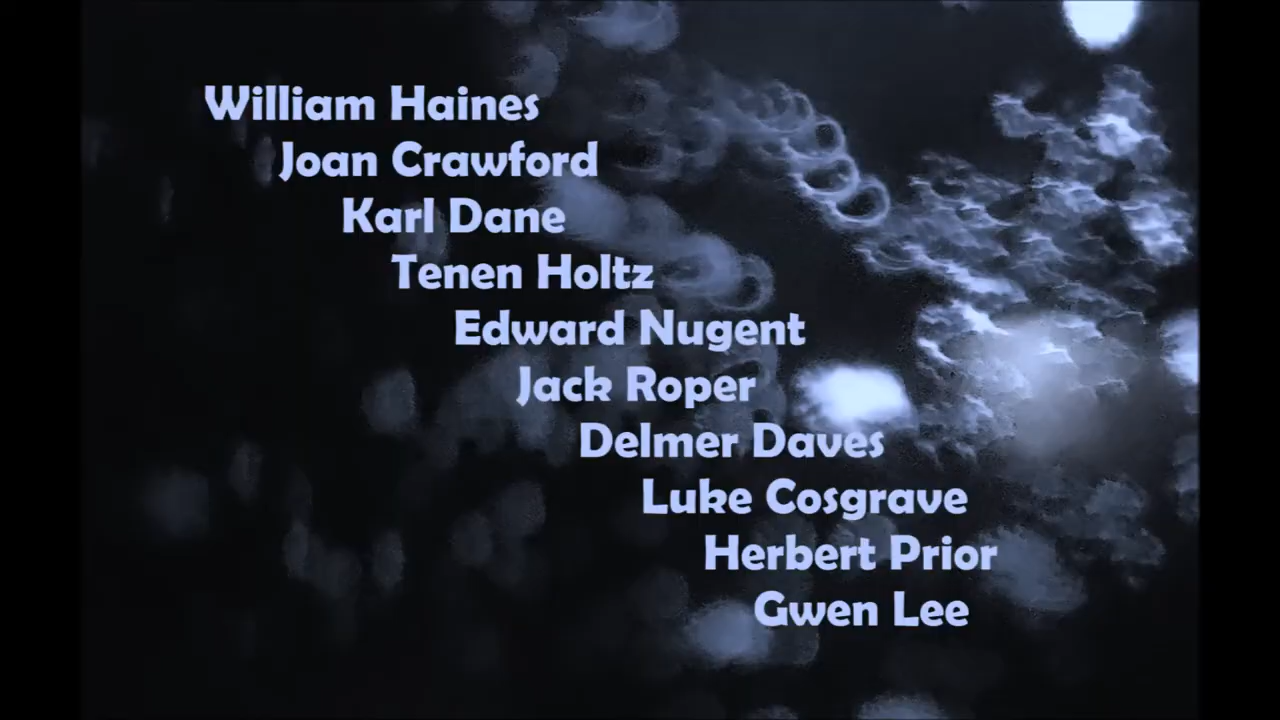 William Haines
Joan Crawford
Karl Dane
Tenen Holtz
Edward Nugent
Jack Roper
Delmer Daves
Luke Cosgrave
Herbert Prior
Gwen Lee